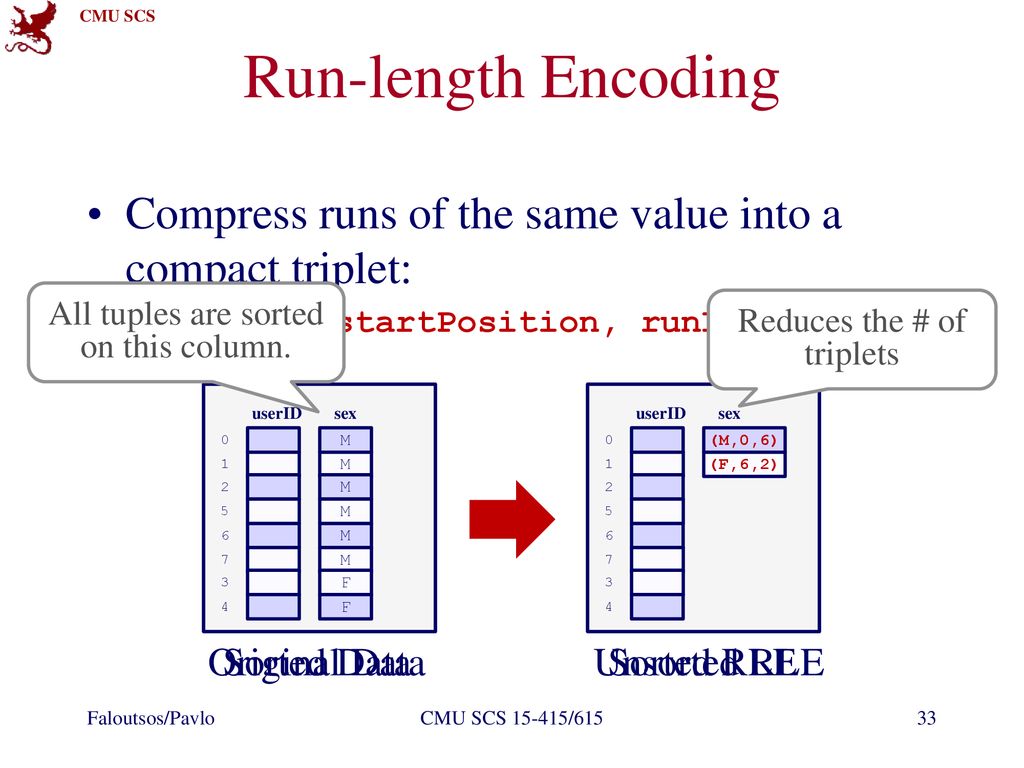 CMU SCS
Run-length Encoding
• Compress runs of the same value into a
compact triplet:
startPosition, run
All tuples are sorted
on this column.
Reduces the # of
triplets
userID sex
0 M
1 M
2 M
5 M
6 M
7 M
3 F
4 F
userID sex
0 (M,0,6)
1 (F,6,2)
2
5
6
7
3
4
Original Data
Sorted Data
Unsorted RLE
Sorted RLE
Faloutsos/Pavlo CMU SCS 15-415/615 33